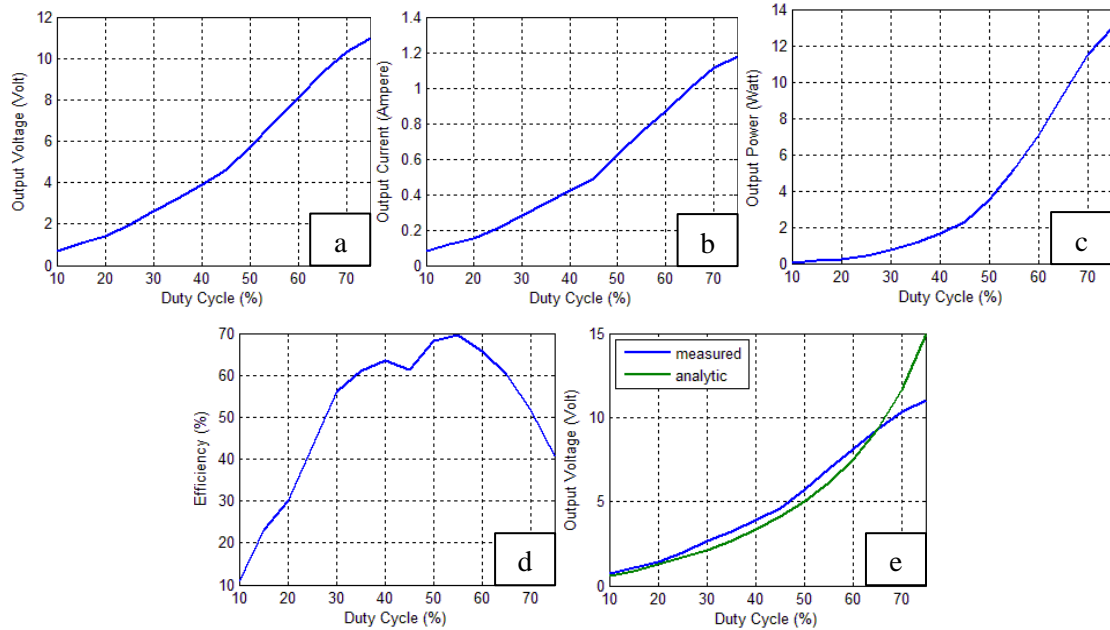 12
10
8
6
4
2
0
Output Voltage (Volt)
10 20 30 40 50 60 70
Duty Cycle (%)
a
1.4
1.2
1
0.8
0.6
0.4
0.2
0
Output Current (Ampere)
10 20 30 40 50 60 70
Duty Cycle (%)
b
14
12
10
8
6
4
2
0
Output Power (Watt)
10 20 30 40 50 60 70
Duty Cycle (%)
c
70
60
50
40
30
20
10
Efficiency (%)
10 20 30 40 50 60 70
Duty Cycle (%)
d
15
10
5
0
Output Voltage (Volt)
measured
analytic
10 20 30 40 50 60 70
Duty Cycle (%)
e